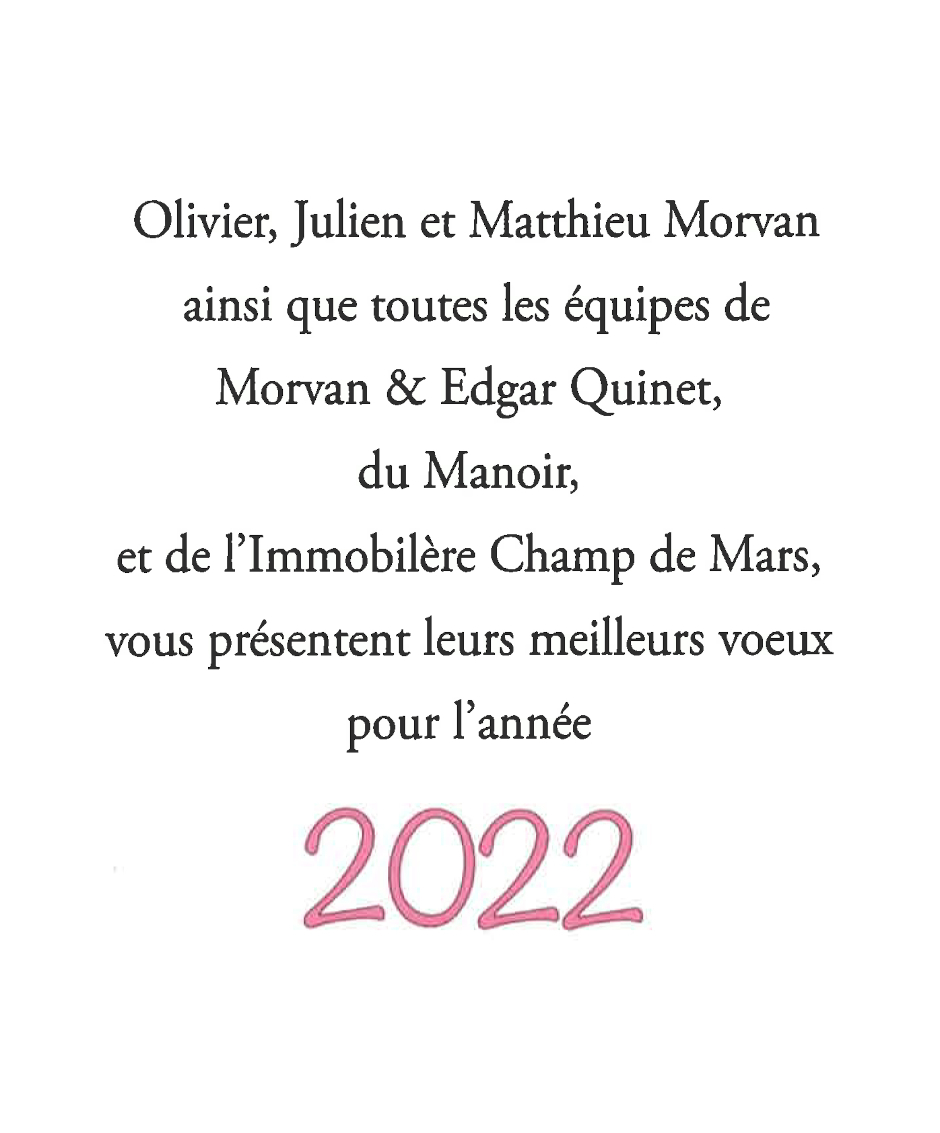 Olivier, Julien et Matthieu Morvan
ainsi que toutes les équipes de
Morvan & Edgar Quinet,
du Manoir,
et de l’Immobilère Champ de Mars,
vous présentent leurs meilleurs voeux
pour l’année
2022